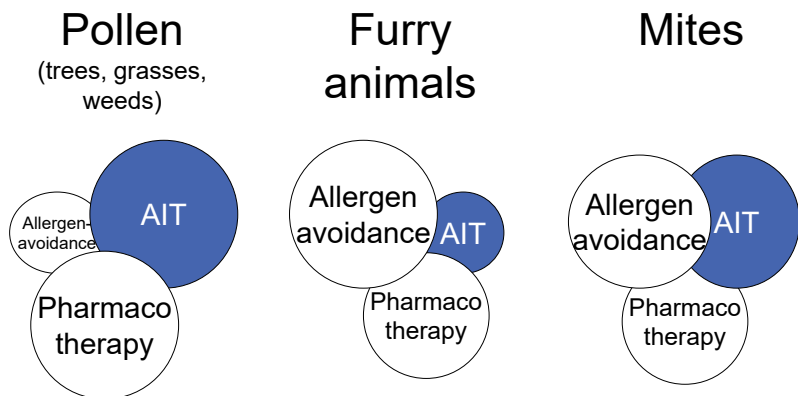 Pollen
(trees, grasses,
weeds)
Allergen-
avoidance
AIT
Pharmaco
therapy
Furry
animals
Allergen
avoidance
AIT
Pharmaco
therapy
Mites
Allergen
avoidance
AIT
Pharmaco
therapy